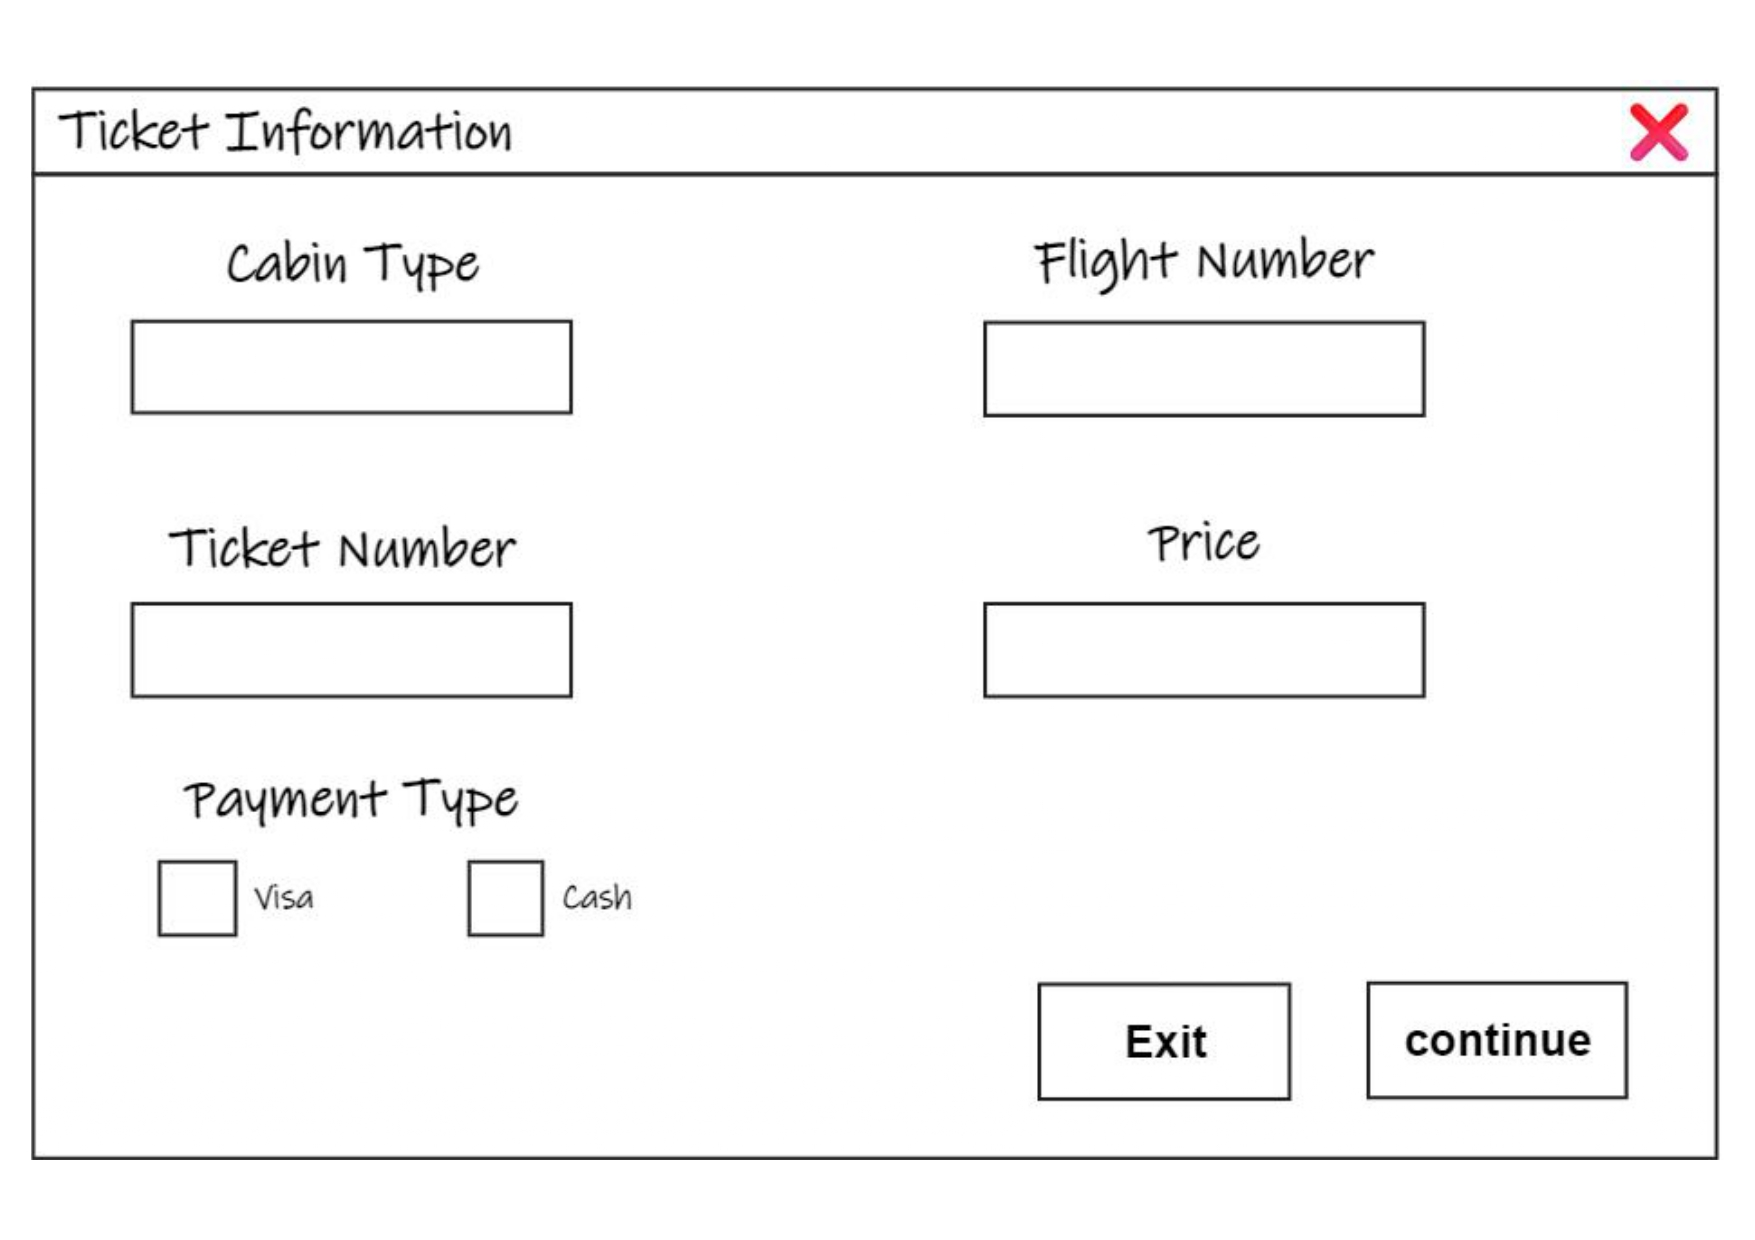 Ticket Information
Cabin Type
Flight Number
Ticket Number
Price
Payment Type
Visa
Cash
Exit
continue